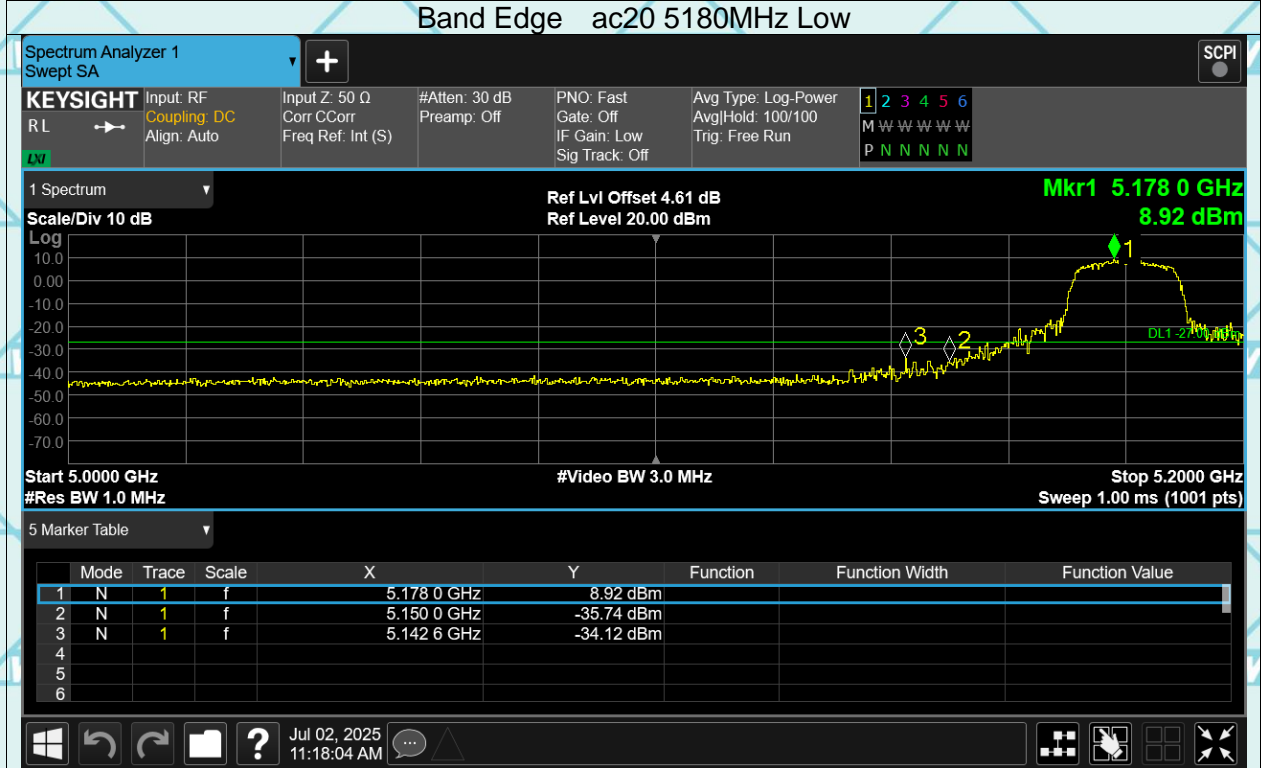 Band Edge ac20 5180MHz Low
Spectrum Analyzer 1
Swept SA
+
SCPI
KEYSIGHT
RL
LXI
Input: RF
Coupling: DC
Align: Auto
Input Z: 50 Ω
Corr CCorr
Freq Ref: Int (S)
#Atten: 30 dB
Preamp: Off
PNO: Fast
Gate: Off
IF Gain: Low
Sig Track: Off
Avg Type: Log-Power
Avg|Hold: 100/100
Trig: Free Run
1 2 3 4 5 6
M W W W W W
P N N N N N
1 Spectrum
Scale/Div 10 dB
Ref Lvl Offset 4.61 dB
Ref Level 20.00 dBm
Mkr1 5.178 0 GHz
8.92 dBm
Log
10.0
0.00
-10.0
-20.0
-30.0
-40.0
-50.0
-60.0
-70.0
1
3
2
Start 5.0000 GHz
#Res BW 1.0 MHz
#Video BW 3.0 MHz
Stop 5.2000 GHz
Sweep 1.00 ms (1001 pts)
5 Marker Table
Mode Trace Scale X Y Function Function Width Function Value
1 N 1 f 5.178 0 GHz 8.92 dBm
2 N 1 f 5.150 0 GHz -35.74 dBm
3 N 1 f 5.142 6 GHz -34.12 dBm
4
5
6
?
Jul 02, 2025
11:18:04 AM